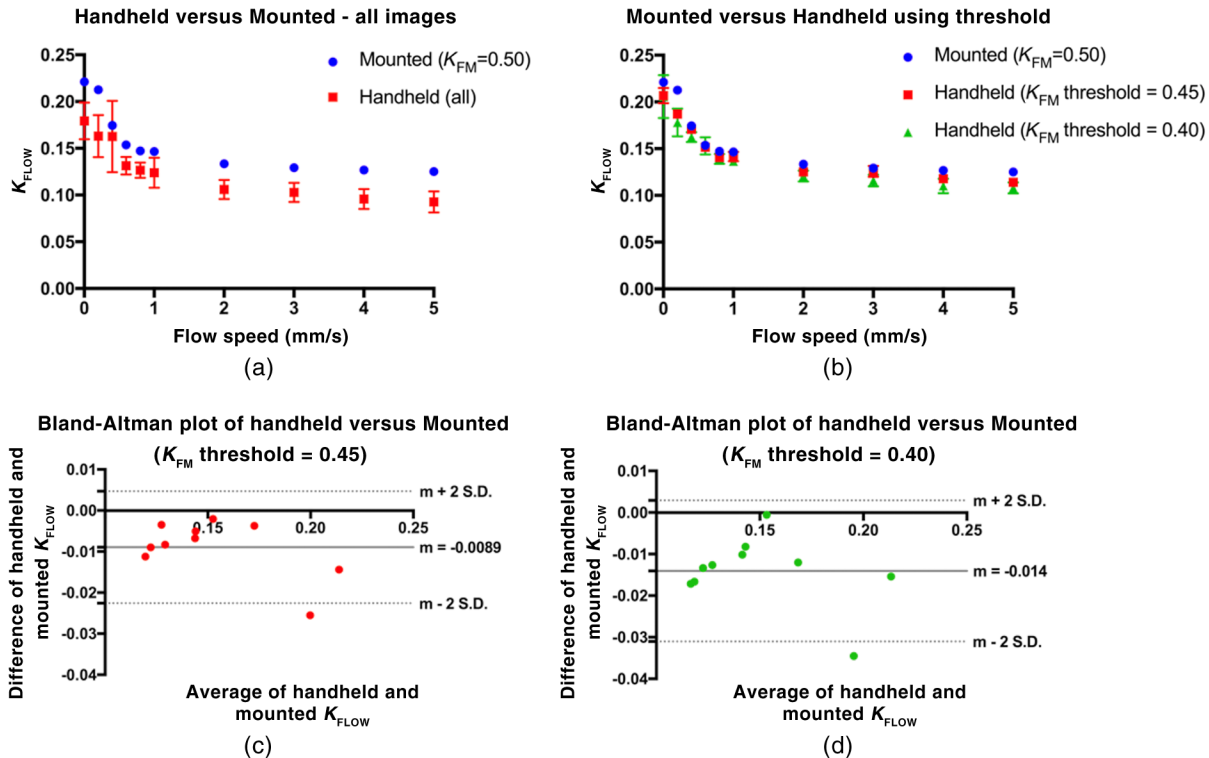 Handheld versus Mounted - all images
Mounted (KFM=0.50)
Handheld (all)
KFLOW
0.25
0.20
0.15
0.10
0.05
0.00
0 1 2 3 4 5
Flow speed (mm/s)
(a)
Mounted versus Handheld using threshold
Mounted (KFM=0.50)
Handheld (KFM threshold = 0.45)
Handheld (KFM threshold = 0.40)
KFLOW
0.25
0.20
0.15
0.10
0.05
0.00
0 1 2 3 4 5
Flow speed (mm/s)
(b)
Bland-Altman plot of handheld versus Mounted
(KFM threshold = 0.45)
Difference of handheld and
mounted KFLOW
0.01
0.00
-0.01
-0.02
-0.03
-0.04
0.15 0.20 0.25
m + 2 S.D.
m = -0.0089
m - 2 S.D.
Average of handheld and
mounted KFLOW
(c)
Bland-Altman plot of handheld versus Mounted
(KFM threshold = 0.40)
Difference of handheld and
mounted KFLOW
0.01
0.00
-0.01
-0.02
-0.03
-0.04
0.15 0.20 0.25
m + 2 S.D.
m = -0.014
m - 2 S.D.
Average of handheld and
mounted KFLOW
(d)